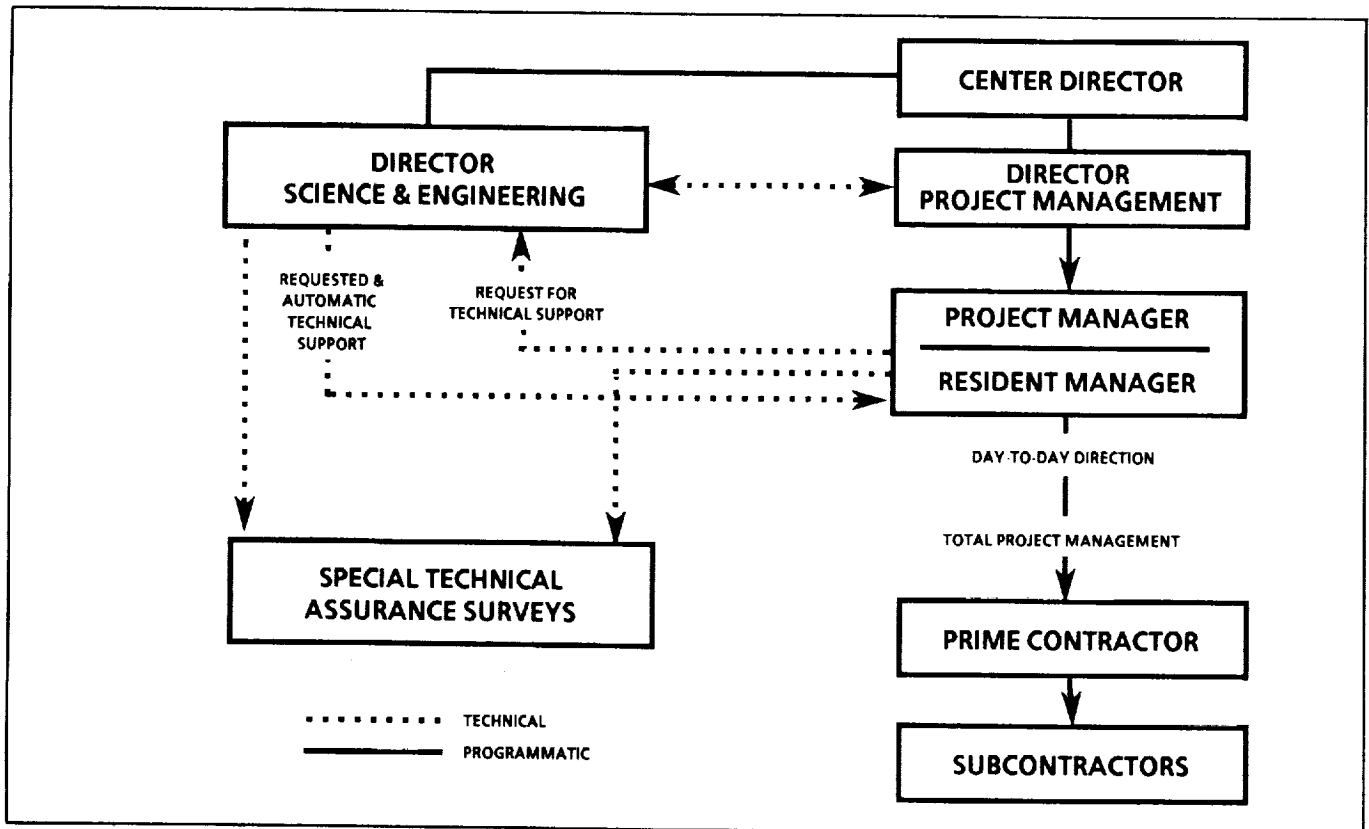 CENTER DIRECTOR
DIRECTOR
SCIENCE & ENGINEERING
DIRECTOR
PROJECT MANAGEMENT
REQUESTED &
AUTOMATIC
TECHNICAL
SUPPORT
REQUEST FOR
TECHNICAL SUPPORT
PROJECT MANAGER
RESIDENT MANAGER
DAY-TO-DAY DIRECTION
TOTAL PROJECT MANAGEMENT
SPECIAL TECHNICAL
ASSURANCE SURVEYS
PRIME CONTRACTOR
TECHNICAL
PROGRAMMATIC
SUBCONTRACTORS